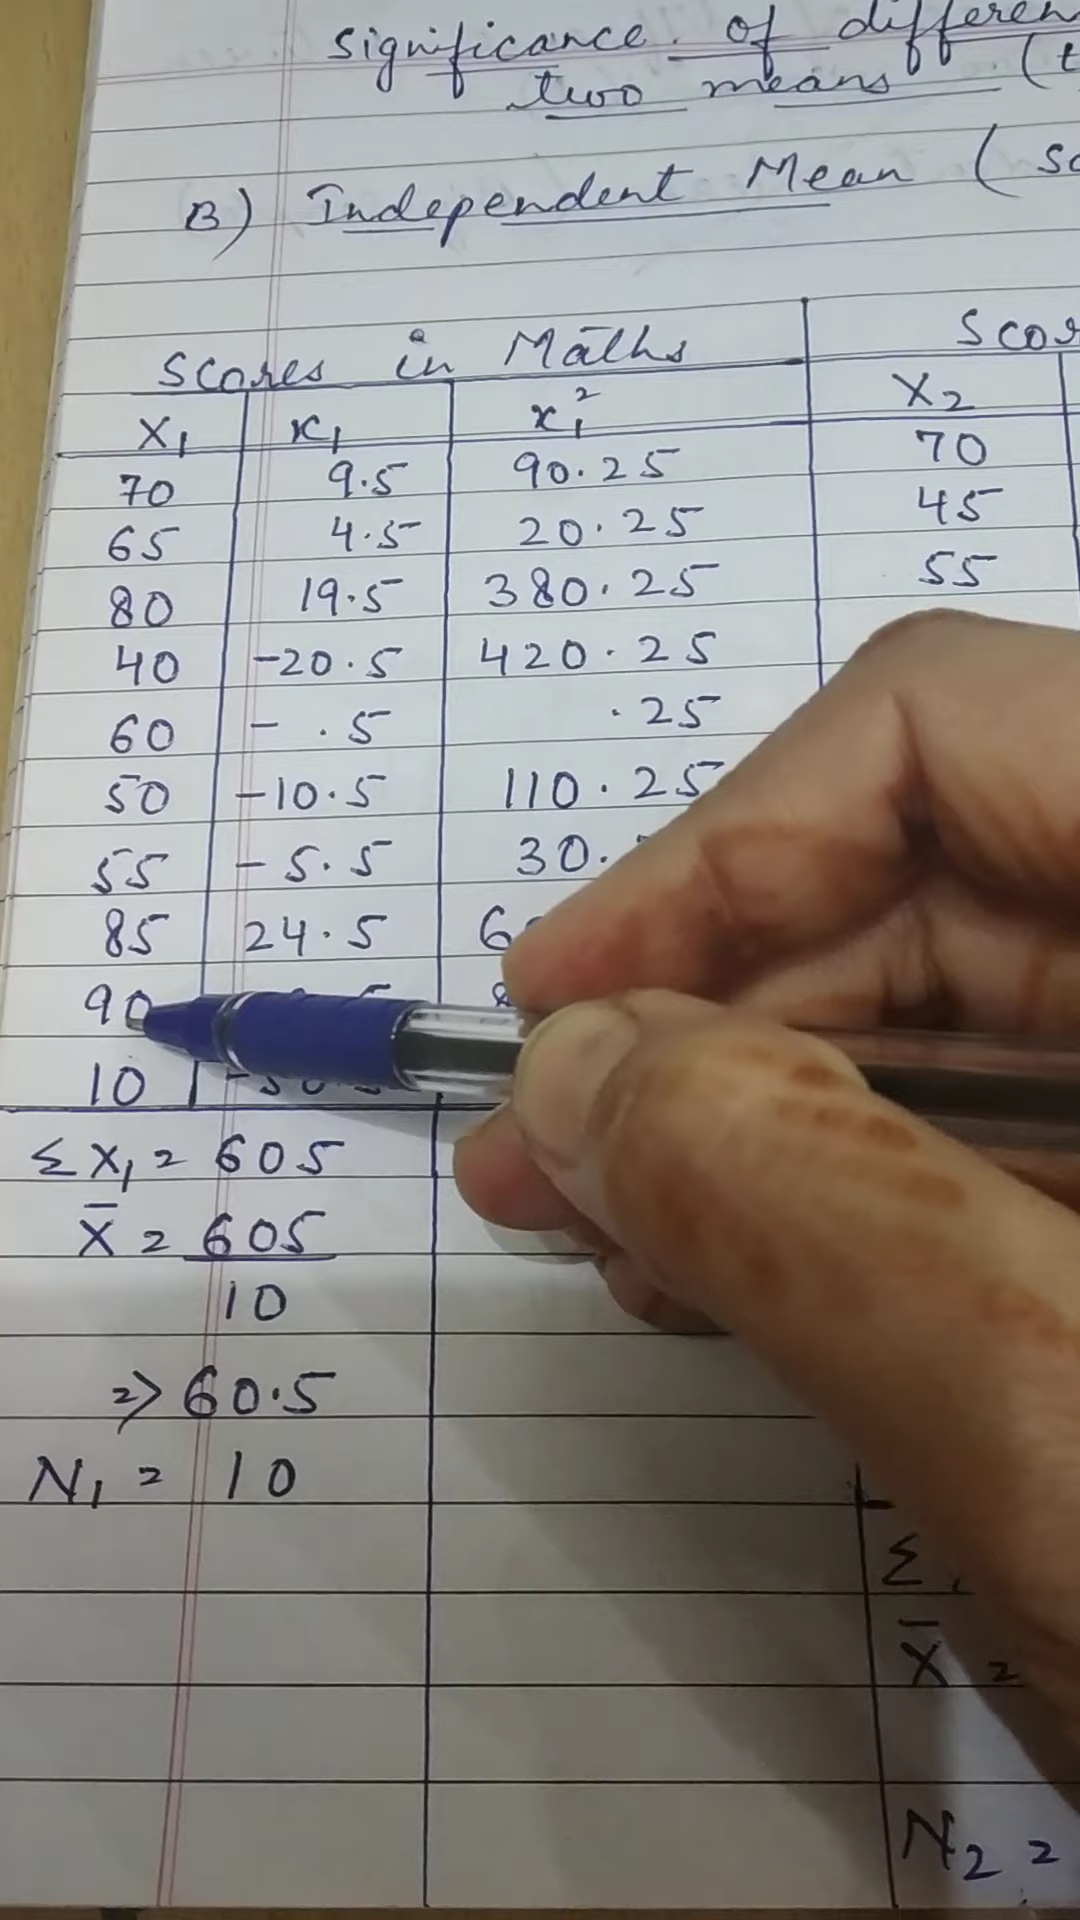 significance of
two means (t
B) Independent Mean (
Scores in Maths
X₁ x₁ x₁² X₂
70 9.5 90.25 70
65 4.5 20.25 45
80 19.5 380.25 55
40 -20.5 420.25
60 - .5 .25
50 -10.5 110.25
55 -5.5 30.
85 24.5
90
10
Σ X₁ = 605
X̄ = 605
10
=> 60.5
N₁ = 10
Σ
X̄ =
N₂ =